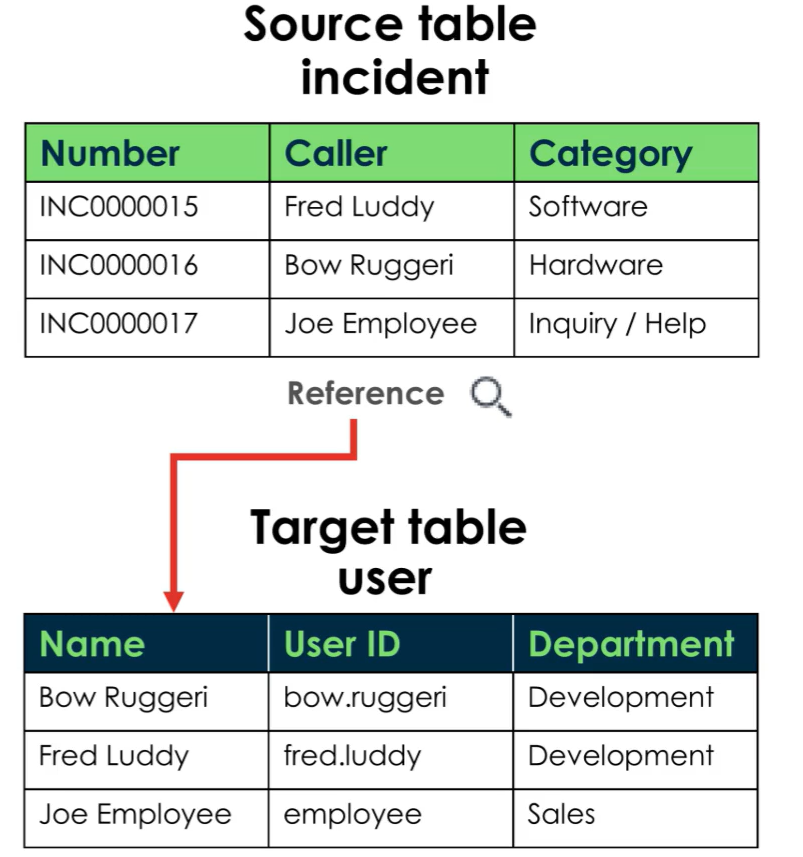 Source table
incident
Number Caller Category
INC0000015 Fred Luddy Software
INC0000016 Bow Ruggeri Hardware
INC0000017 Joe Employee Inquiry / Help
Reference
Target table
user
Name User ID Department
Bow Ruggeri bow.ruggeri Development
Fred Luddy fred.luddy Development
Joe Employee employee Sales